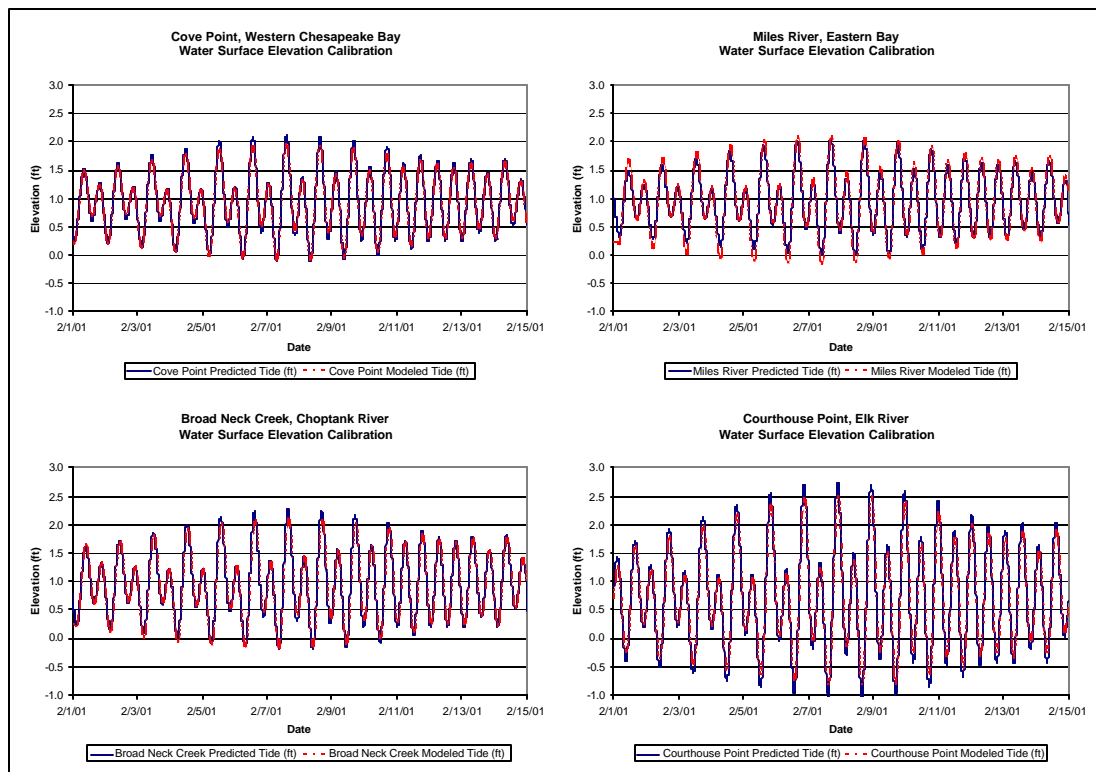 Cove Point, Western Chesapeake Bay
Water Surface Elevation Calibration
3.0
2.5
2.0
1.5
1.0
0.5
0.0
-0.5
-1.0
Elevation (ft)
2/1/01 2/3/01 2/5/01 2/7/01 2/9/01 2/11/01 2/13/01 2/15/01
Date
Cove Point Predicted Tide (ft) Cove Point Modeled Tide (ft)
Miles River, Eastern Bay
Water Surface Elevation Calibration
3.0
2.5
2.0
1.5
1.0
0.5
0.0
-0.5
-1.0
Elevation (ft)
2/1/01 2/3/01 2/5/01 2/7/01 2/9/01 2/11/01 2/13/01 2/15/01
Date
Miles River Predicted Tide (ft) Miles River Modeled Tide (ft)
Broad Neck Creek, Choptank River
Water Surface Elevation Calibration
3.0
2.5
2.0
1.5
1.0
0.5
0.0
-0.5
-1.0
Elevation (ft)
2/1/01 2/3/01 2/5/01 2/7/01 2/9/01 2/11/01 2/13/01 2/15/01
Date
Broad Neck Creek Predicted Tide (ft) Broad Neck Creek Modeled Tide (ft)
Courthouse Point, Elk River
Water Surface Elevation Calibration
3.0
2.5
2.0
1.5
1.0
0.5
0.0
-0.5
-1.0
Elevation (ft)
2/1/01 2/3/01 2/5/01 2/7/01 2/9/01 2/11/01 2/13/01 2/15/01
Date
Courthouse Point Predicted Tide (ft) Courthouse Point Modeled Tide (ft)